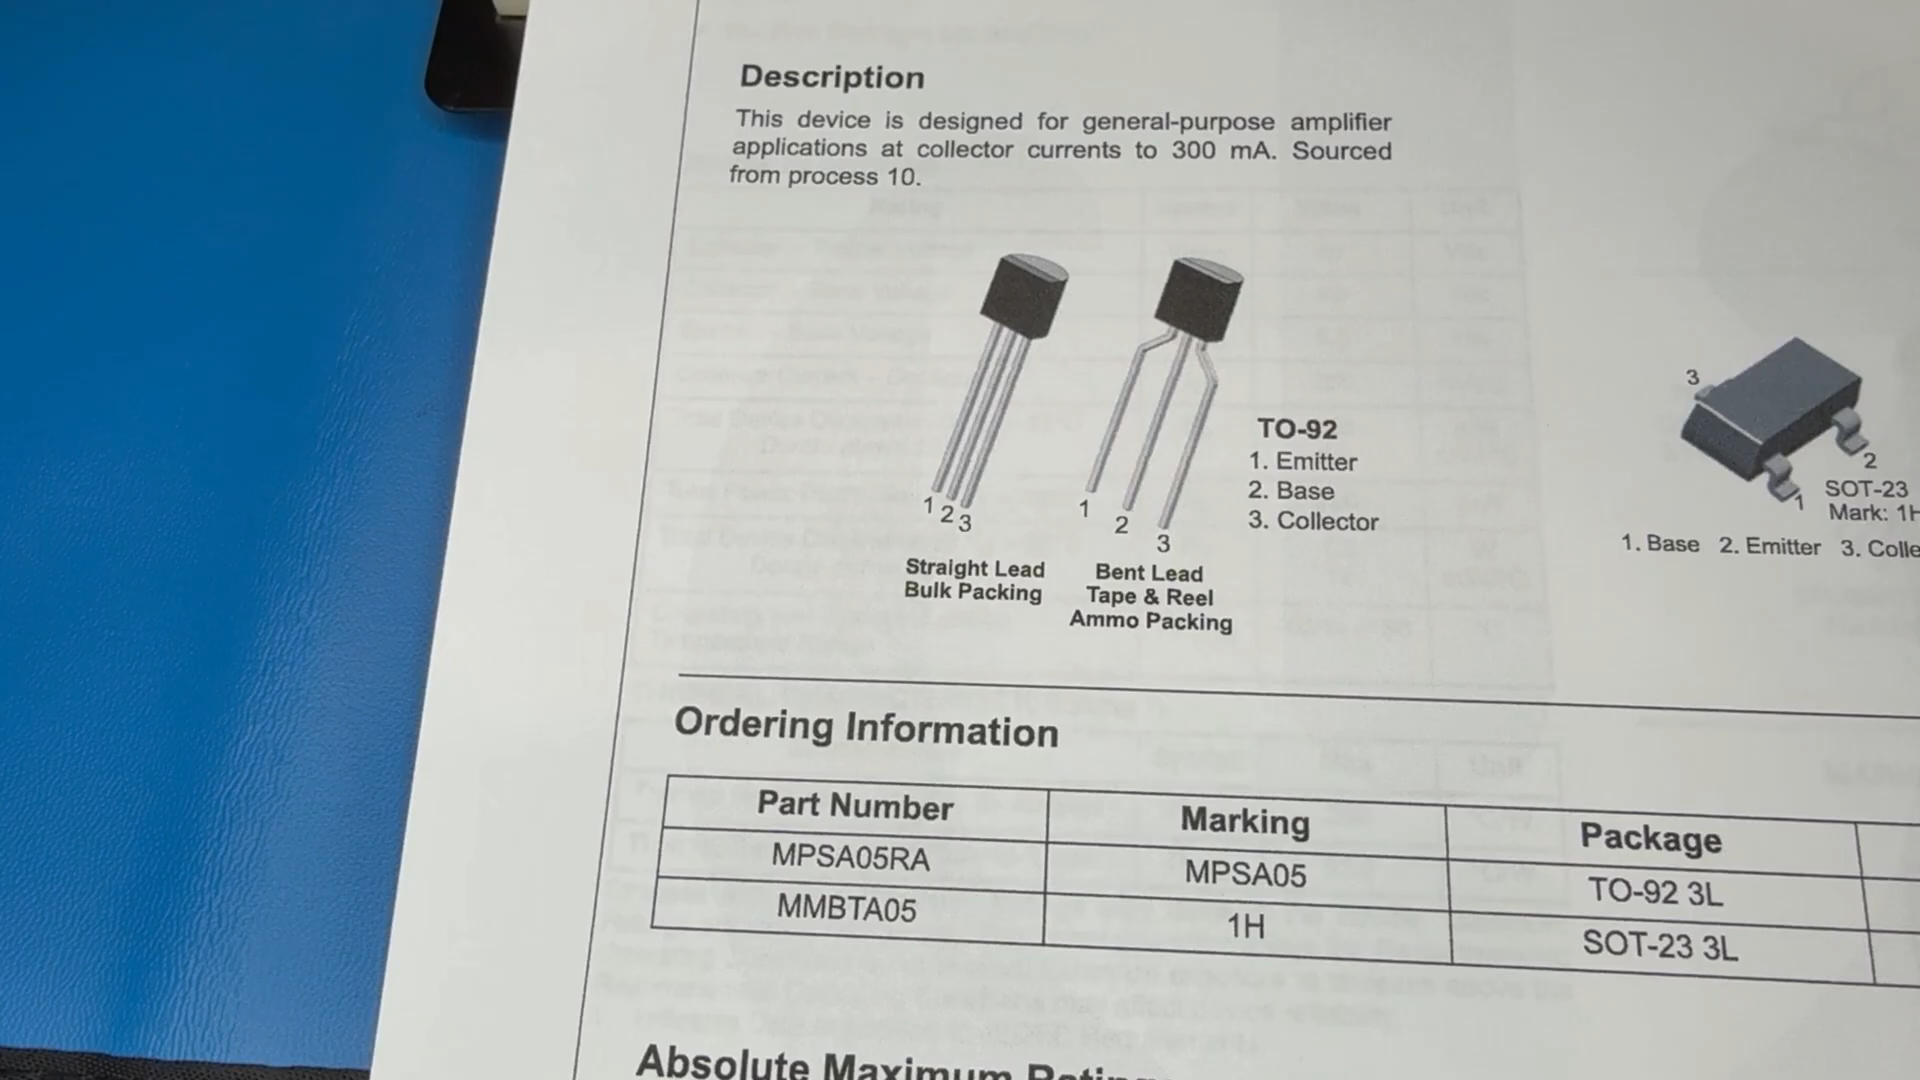 Description
This device is designed for general-purpose amplifier
applications at collector currents to 300 mA. Sourced
from process 10.
1 2 3
Straight Lead
Bulk Packing
1
2
3
Bent Lead
Tape & Reel
Ammo Packing
TO-92
1. Emitter
2. Base
3. Collector
3
2
1
SOT-23
Mark: 1H
1. Base 2. Emitter 3. Colle
Ordering Information
Part Number Marking Package
MPSA05RA MPSA05 TO-92 3L
MMBTA05 1H SOT-23 3L
Absolute Maximum